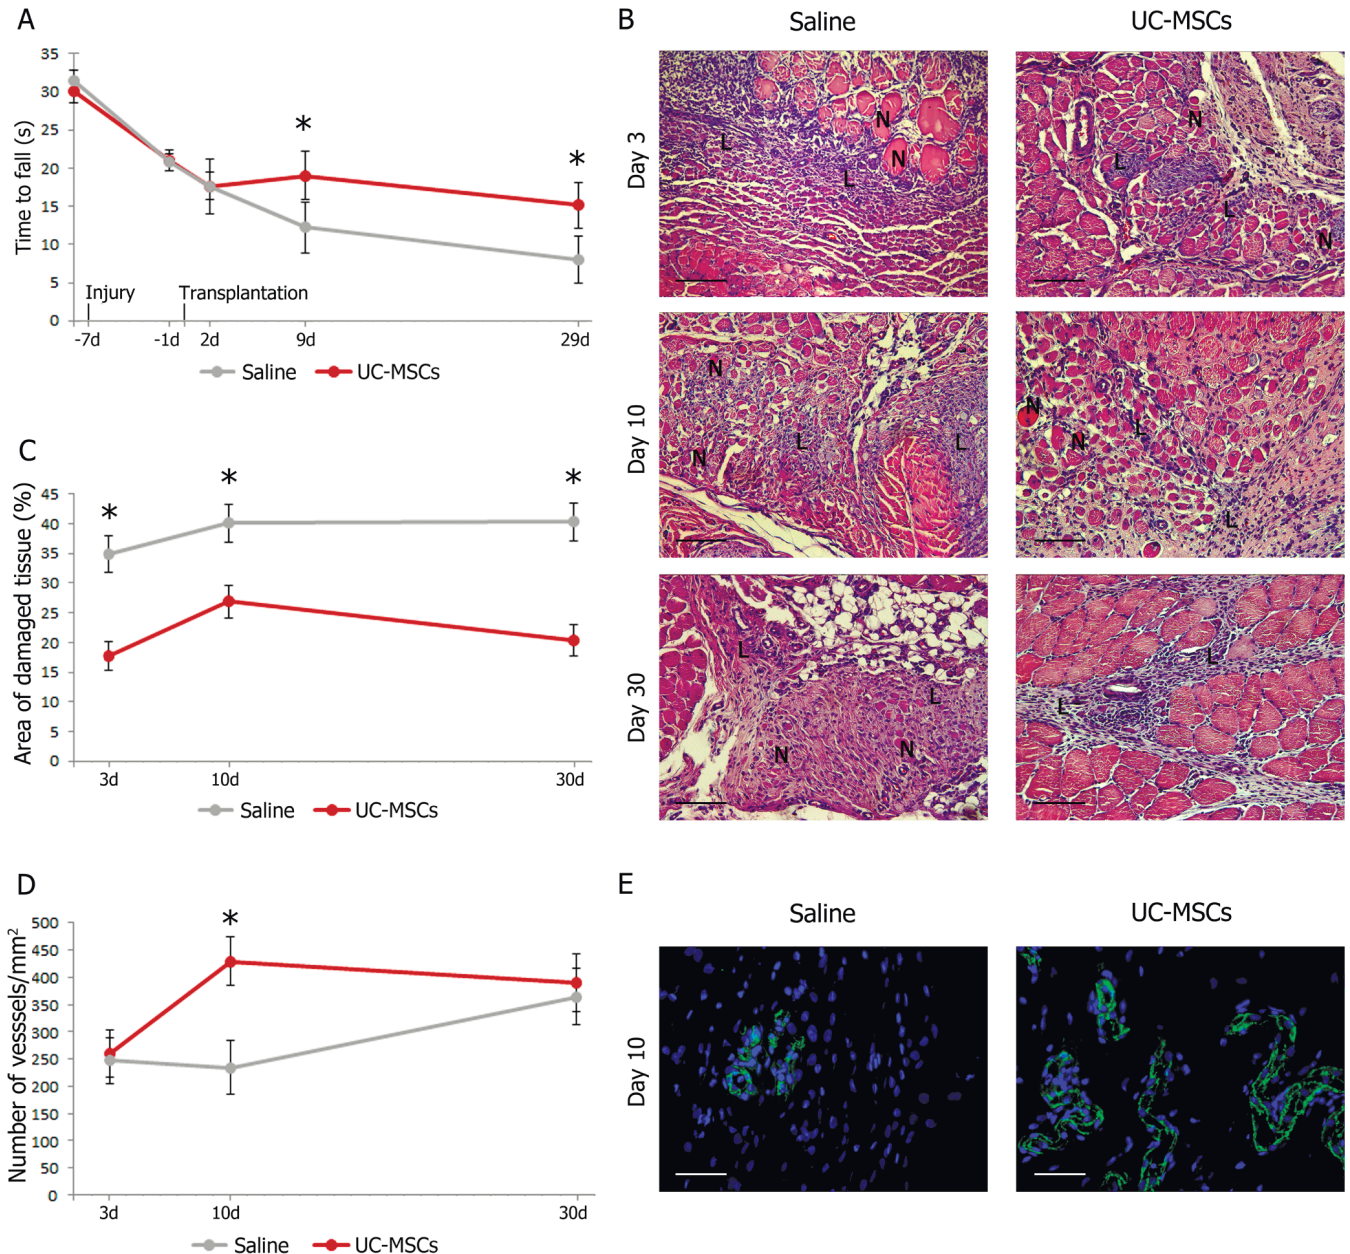 A
35
30
25
20
15
10
5
0
Time to fall (s)
*
*
Injury
Transplantation
-7d
-1d
2d
9d
29d
Saline
UC-MSCs
B
Saline
UC-MSCs
Day 3
L
L
N
N
L
L
N
N
Day 10
N
N
L
L
N
N
L
L
Day 30
L
L
N
N
L
L
C
45
40
35
30
25
20
15
10
5
0
Area of damaged tissue (%)
*
*
*
3d
10d
30d
Saline
UC-MSCs
D
500
450
400
350
300
250
200
150
100
50
0
Number of vesssels/mm²
*
3d
10d
30d
Saline
UC-MSCs
E
Saline
UC-MSCs
Day 10